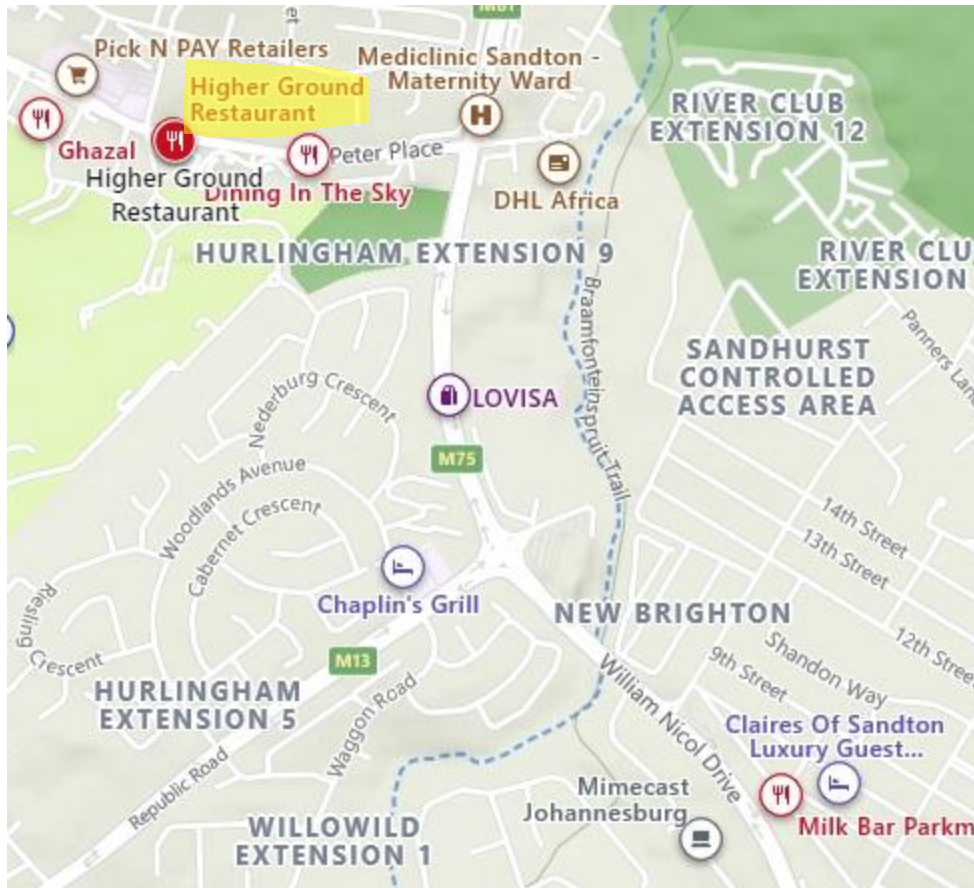 M81
et
Pick N PAY Retailers
Higher Ground
Restaurant
Mediclinic Sandton -
Maternity Ward
RIVER CLUB
EXTENSION 12
Ghazal
Higher Ground
Restaurant
Peter Place
Dining In The Sky
DHL Africa
HURLINGHAM EXTENSION 9
RIVER CLU
EXTENSION
Braamfonteinspruit Trail
Panners Lan
SANDHURST
CONTROLLED
ACCESS AREA
Nederburg Crescent
LOVISA
M75
Woodlands Avenue
Cabernet Crescent
14th Street
13th Street
Chaplin's Grill
Riesling
Crescent
NEW BRIGHTON
12th Street
Shandon Way
9th Street
M13
HURLINGHAM
EXTENSION 5
Waggon Road
William Nicol Drive
Claires Of Sandton
Luxury Guest...
Republic Road
Mimecast
Johannesburg
Milk Bar Parkm
WILLOWILD
EXTENSION 1